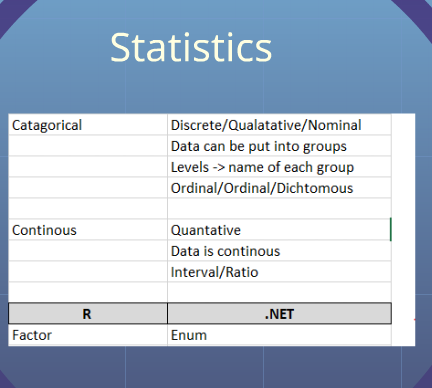 Statistics
Catagorical Discrete/Qualatative/Nominal
Data can be put into groups
Levels -> name of each group
Ordinal/Ordinal/Dichtomous
Continous Quantative
Data is continous
Interval/Ratio
R .NET
Factor Enum